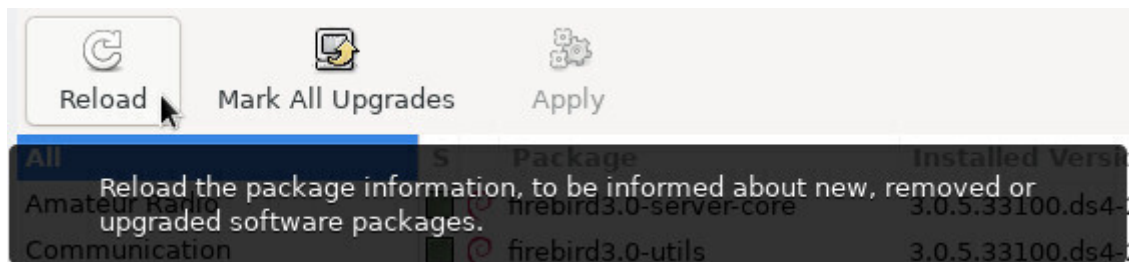 Reload Mark All Upgrades Apply
All S Package Installed Versi
Reload the package information, to be informed about new, removed or
upgraded software packages.
Amateur Radio firebird3.0-server-core 3.0.5.33100.ds4-2
Communication firebird3.0-utils 3.0.5.33100.ds4-2